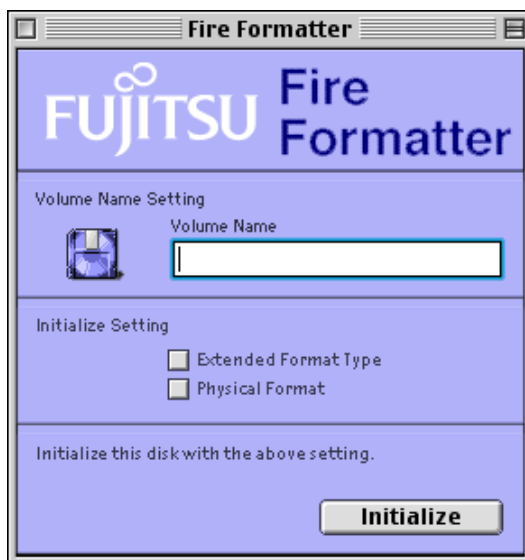 Fire Formatter
FUJITSU Fire
Formatter
Volume Name Setting
Volume Name
Initialize Setting
Extended Format Type
Physical Format
Initialize this disk with the above setting.
Initialize